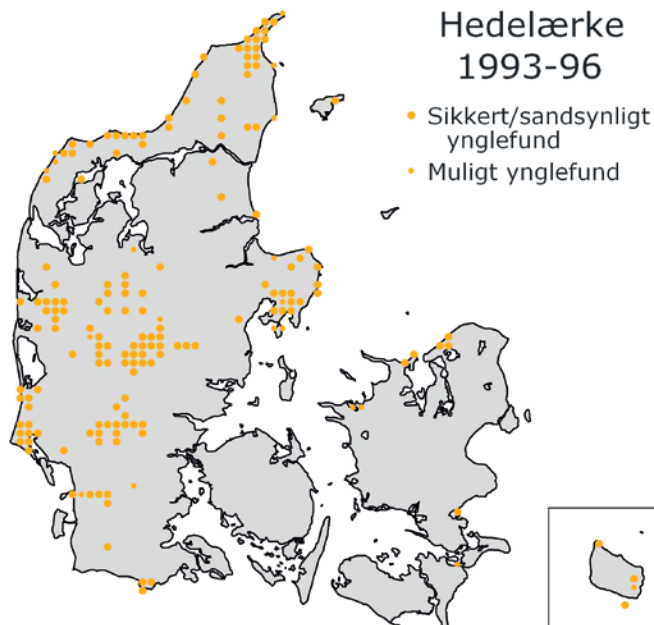 Hedelærke
1993-96
Sikkert/sandsynligt
ynglefund
Muligt ynglefund